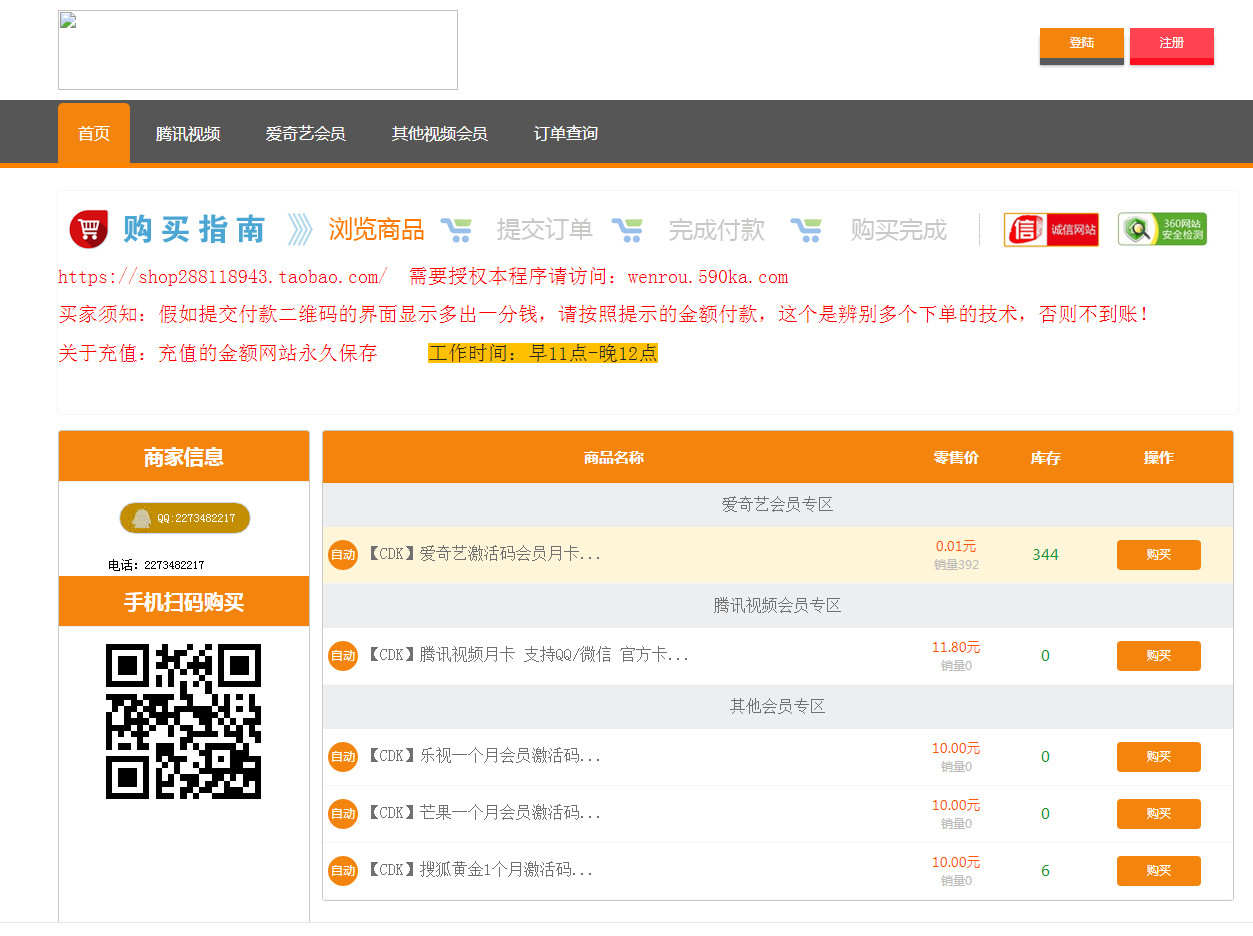 登陆 注册
首页 腾讯视频 爱奇艺会员 其他视频会员 订单查询
购买指南 浏览商品 提交订单 完成付款 购买完成 信 诚信网站 360网站
安全检测
https://shop288118943.taobao.com/ 需要授权本程序请访问：wenrou.590ka.com
买家须知：假如提交付款二维码的界面显示多出一分钱，请按照提示的金额付款，这个是辨别多个下单的技术，否则不到账！
关于充值：充值的金额网站永久保存 工作时间：早11点-晚12点
商家信息
QQ:2273482217
电话：2273482217
手机扫码购买
商品名称 零售价 库存 操作
爱奇艺会员专区
自动 【CDK】爱奇艺激活码会员月卡... 0.01元 344 购买
销量392
腾讯视频会员专区
自动 【CDK】腾讯视频月卡 支持QQ/微信 官方卡... 11.80元 0 购买
销量0
其他会员专区
自动 【CDK】乐视一个月会员激活码... 10.00元 0 购买
销量0
自动 【CDK】芒果一个月会员激活码... 10.00元 0 购买
销量0
自动 【CDK】搜狐黄金1个月激活码... 10.00元 6 购买
销量0